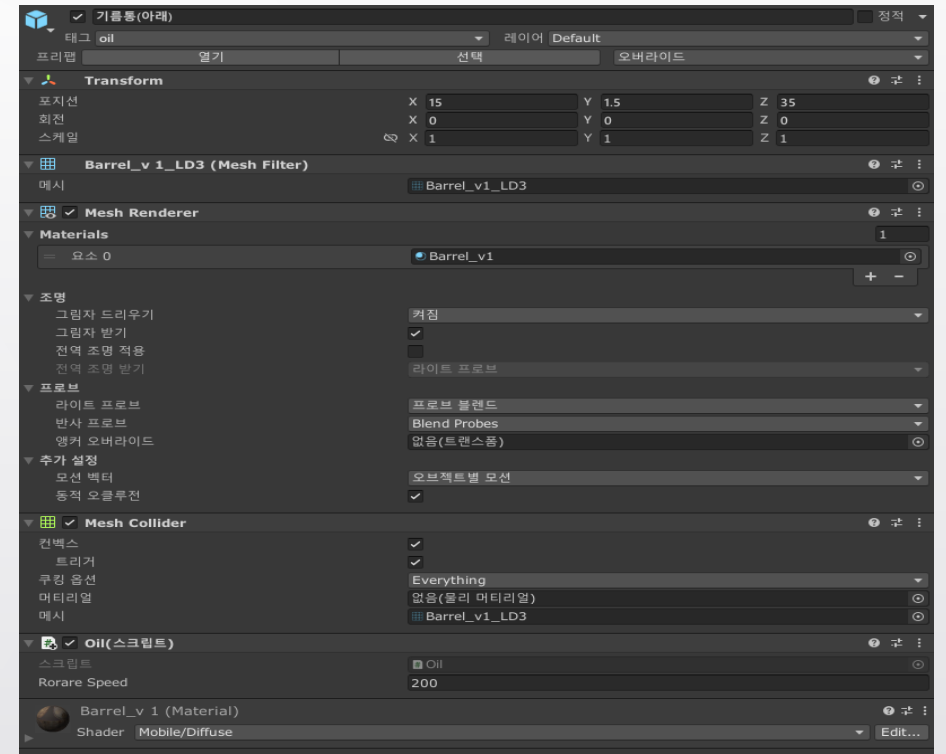 기름통(아래) 정적
태그 oil 레이어 Default
프리팹 열기 선택 오버라이드
Transform
포지션 X 15 Y 1.5 Z 35
회전 X 0 Y 0 Z 0
스케일 X 1 Y 1 Z 1
Barrel_v 1_LD3 (Mesh Filter)
메시 Barrel_v1_LD3
Mesh Renderer
Materials 1
요소 0 Barrel_v1
+ -
조명
그림자 드리우기 켜짐
그림자 받기
전역 조명 적용
전역 조명 받기 라이트 프로브
프로브
라이트 프로브 프로브 블렌드
반사 프로브 Blend Probes
앵커 오버라이드 없음(트랜스폼)
추가 설정
모션 벡터 오브젝트별 모션
동적 오클루전
Mesh Collider
컨벡스
트리거
쿠킹 옵션 Everything
머티리얼 없음(물리 머티리얼)
메시 Barrel_v1_LD3
Oil(스크립트)
스크립트 Oil
Rorare Speed 200
Barrel_v 1 (Material)
Shader Mobile/Diffuse Edit...